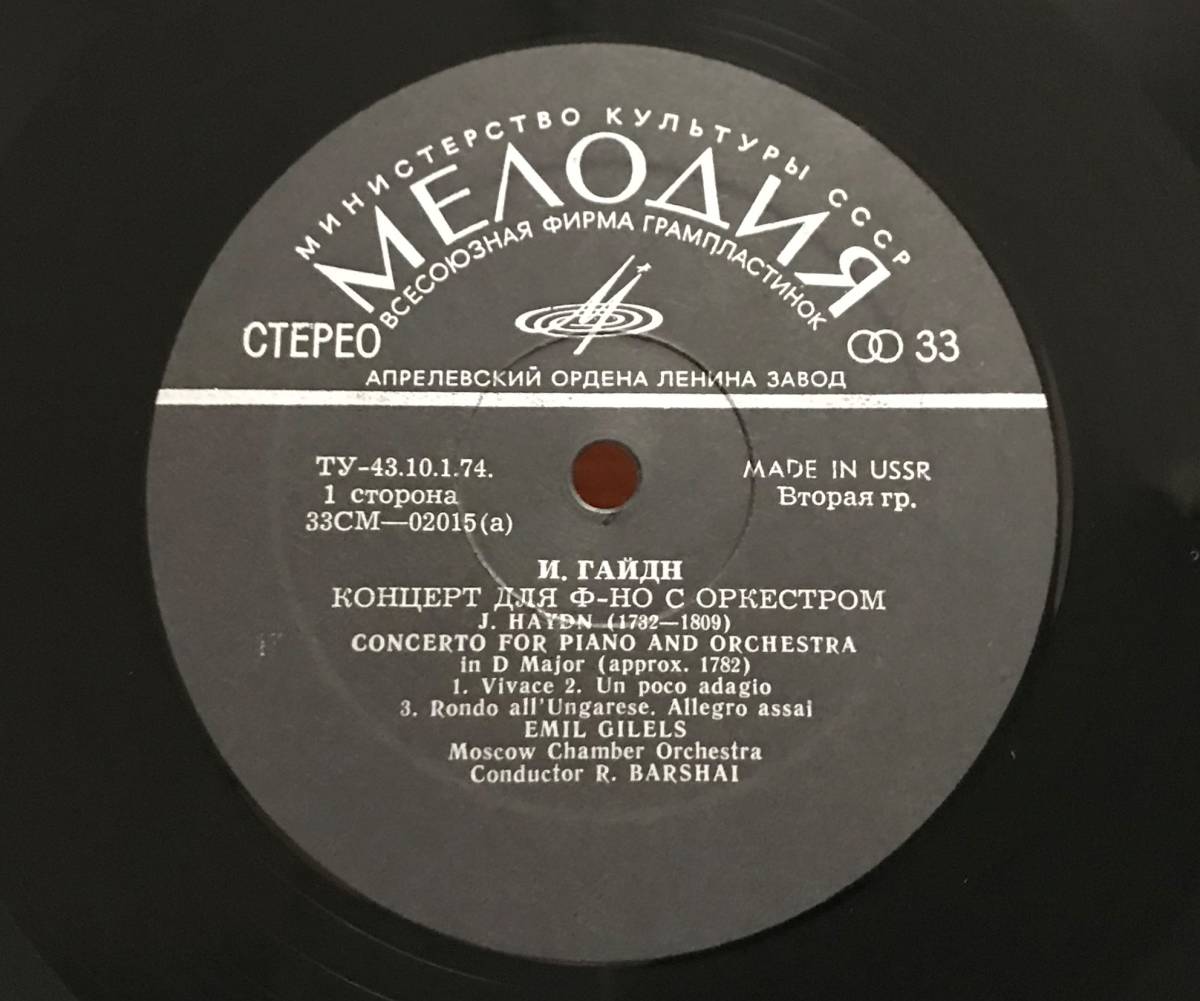 МИНИСТЕРСТВО КУЛЬТУРЫ СССР
МЕЛОДИЯ
ВСЕСОЮЗНАЯ ФИРМА ГРАМПЛАСТИНОК
СТЕРЕО
33
АПРЕЛЕВСКИЙ ОРДЕНА ЛЕНИНА ЗАВОД
ТУ-43.10.1.74.
MADE IN USSR
1 сторона
Вторая гр.
33СМ—02015(а)
И. ГАЙДН
КОНЦЕРТ ДЛЯ Ф-НО С ОРКЕСТРОМ
J. HAYDN (1732—1809)
CONCERTO FOR PIANO AND ORCHESTRA
in D Major (approx. 1782)
1. Vivace 2. Un poco adagio
3. Rondo all'Ungarese. Allegro assai
EMIL GILELS
Moscow Chamber Orchestra
Conductor R. BARSHAI